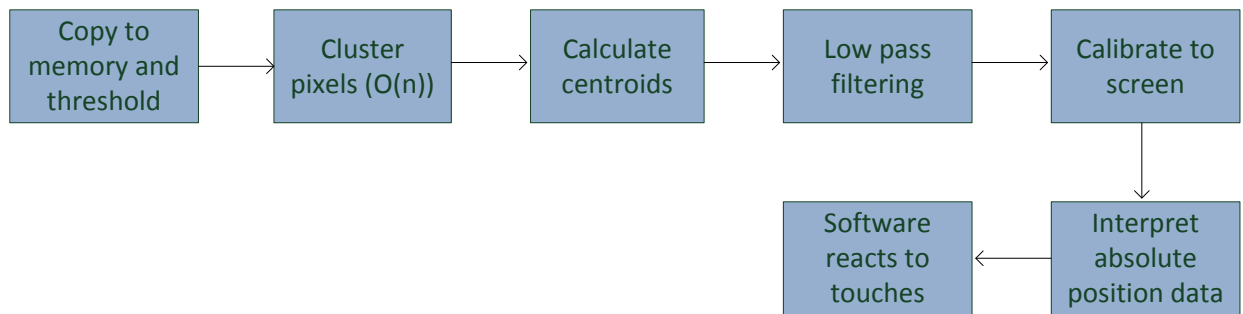 Copy to
memory and
threshold
Cluster
pixels (O(n))
Calculate
centroids
Low pass
filtering
Calibrate to
screen
Interpret
absolute
position data
Software
reacts to
touches